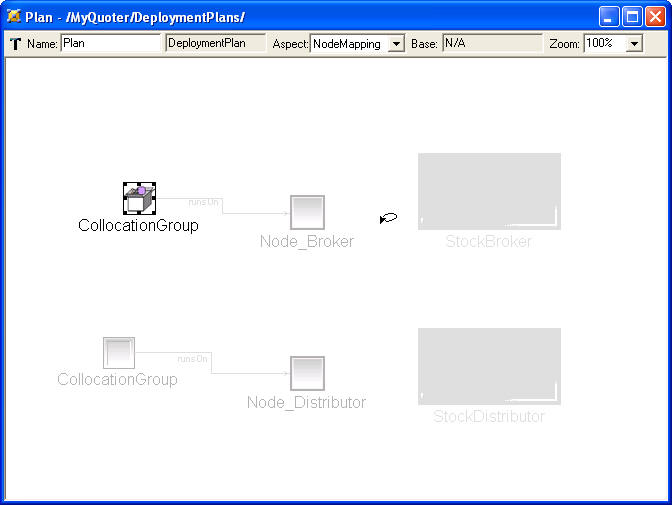 Plan - /MyQuoter/DeploymentPlans/
T Name: Plan DeploymentPlan Aspect: NodeMapping Base: N/A Zoom: 100%
runsOn
CollocationGroup
Node_Broker
StockBroker
runsOn
CollocationGroup
Node_Distributor
StockDistributor